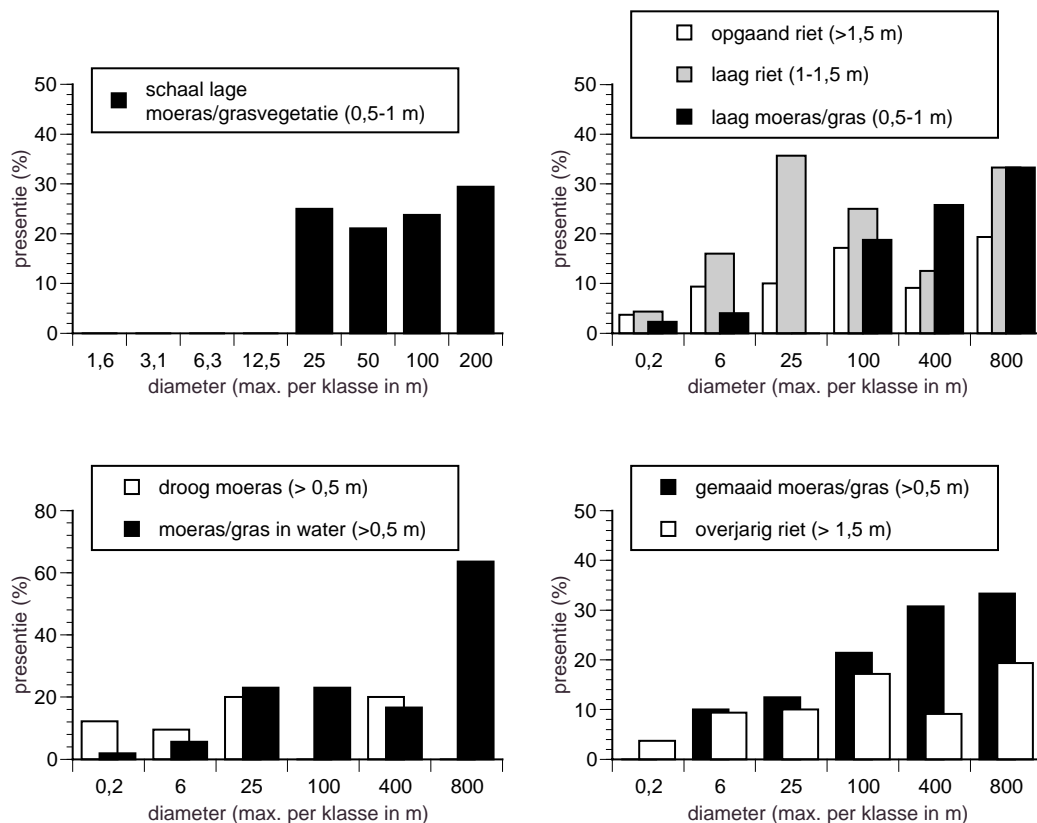 schaal lage
moeras/grasvegetatie (0,5-1 m)
50
40
30
20
10
0
presentie (%)
1,6 3,1 6,3 12,5 25 50 100 200
diameter (max. per klasse in m)
opgaand riet (>1,5 m)
laag riet (1-1,5 m)
laag moeras/gras (0,5-1 m)
50
40
30
20
10
0
presentie (%)
0,2 6 25 100 400 800
diameter (max. per klasse in m)
droog moeras (> 0,5 m)
moeras/gras in water (>0,5 m)
80
60
40
20
0
presentie (%)
0,2 6 25 100 400 800
diameter (max. per klasse in m)
gemaaid moeras/gras (>0,5 m)
overjarig riet (> 1,5 m)
50
40
30
20
10
0
presentie (%)
0,2 6 25 100 400 800
diameter (max. per klasse in m)